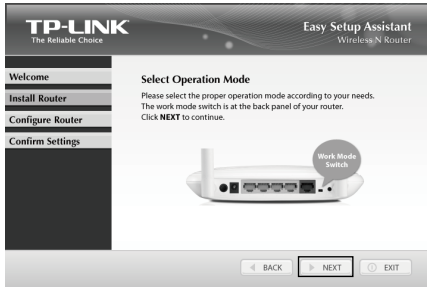 TP-LINK
The Reliable Choice
Easy Setup Assistant
Wireless N Router
Welcome
Install Router
Configure Router
Confirm Settings
Select Operation Mode
Please select the proper operation mode according to your needs.
The work mode switch is at the back panel of your router.
Click NEXT to continue.
Work Mode
Switch
BACK
NEXT
EXIT